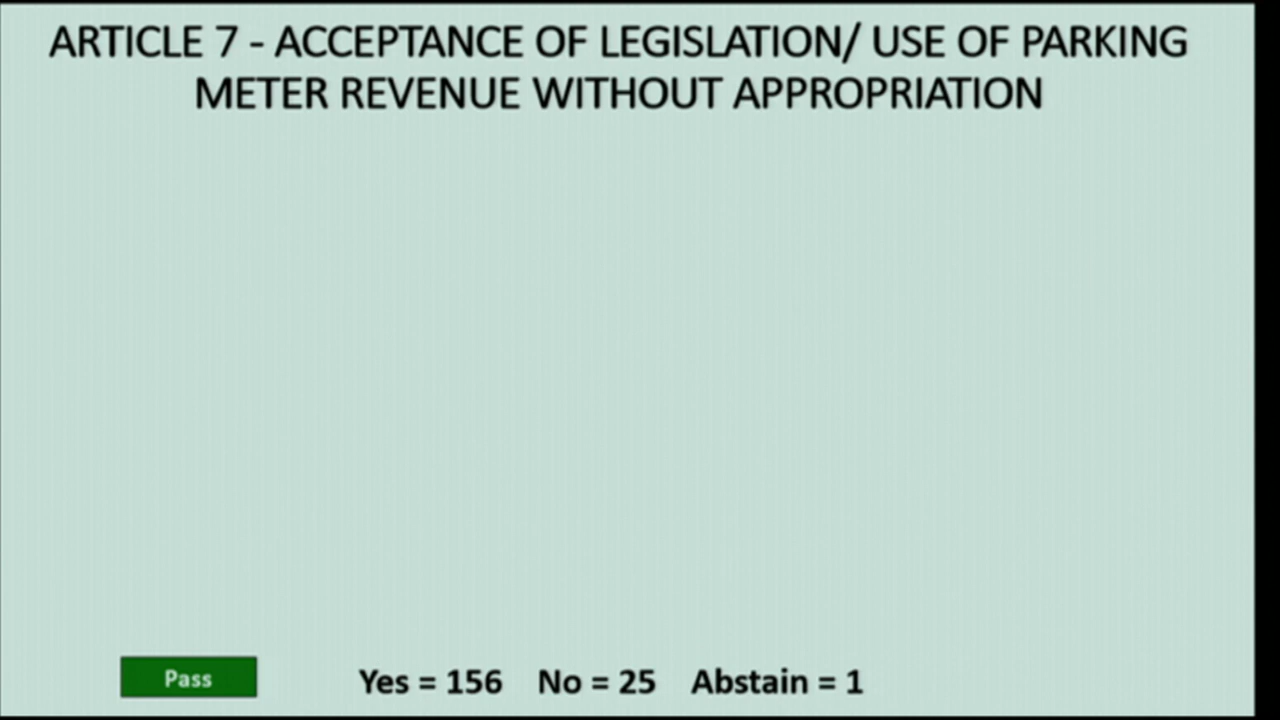 ARTICLE 7 - ACCEPTANCE OF LEGISLATION/ USE OF PARKING
METER REVENUE WITHOUT APPROPRIATION
Pass Yes = 156 No = 25 Abstain = 1